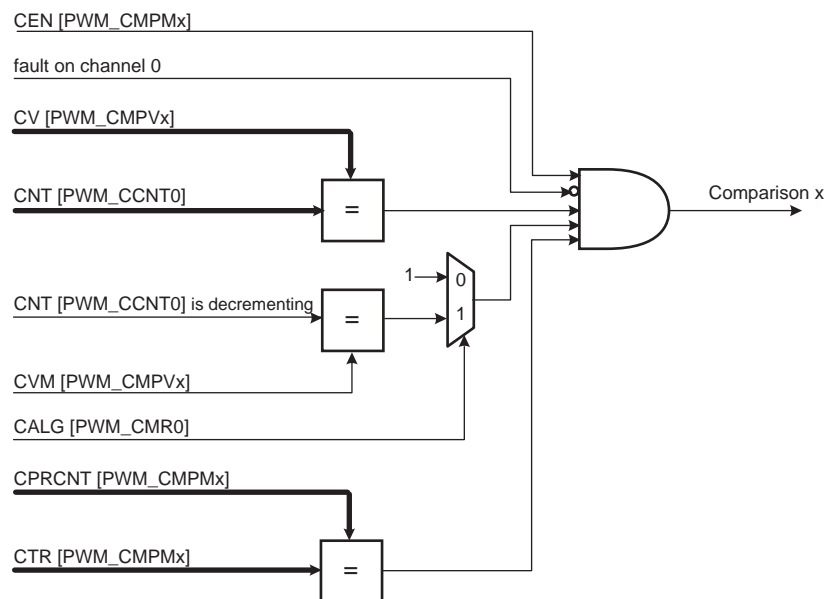 CEN [PWM_CMPMx]
fault on channel 0
CV [PWM_CMPVx]
CNT [PWM_CCNT0]
=
Comparison x
1
0
1
CNT [PWM_CCNT0] is decrementing
=
CVM [PWM_CMPVx]
CALG [PWM_CMR0]
CPRCNT [PWM_CMPMx]
CTR [PWM_CMPMx]
=